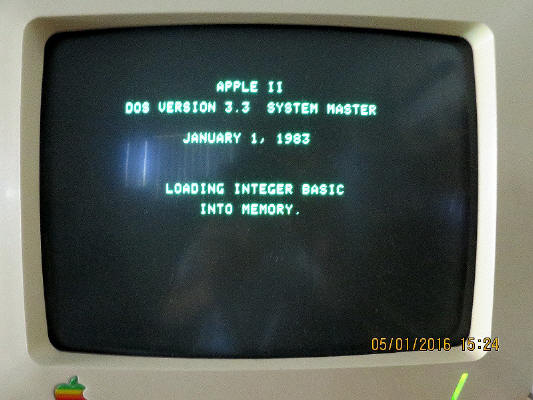 APPLE II
DOS VERSION 3.3  SYSTEM MASTER
JANUARY 1, 1983
LOADING INTEGER BASIC
INTO MEMORY.
05/01/2016 15:24